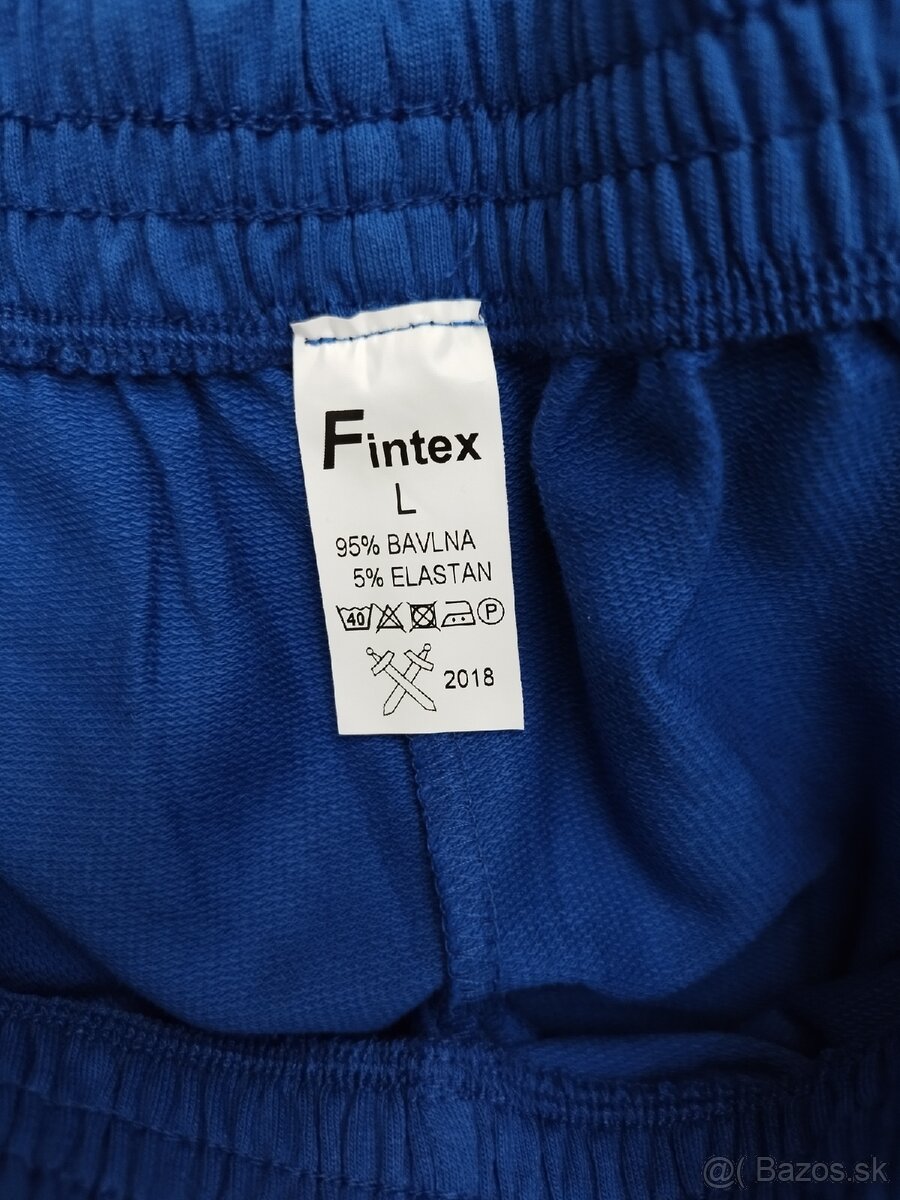 Fintex
L
95% BAVLNA
5% ELASTAN
40 P
2018
@( Bazos.sk